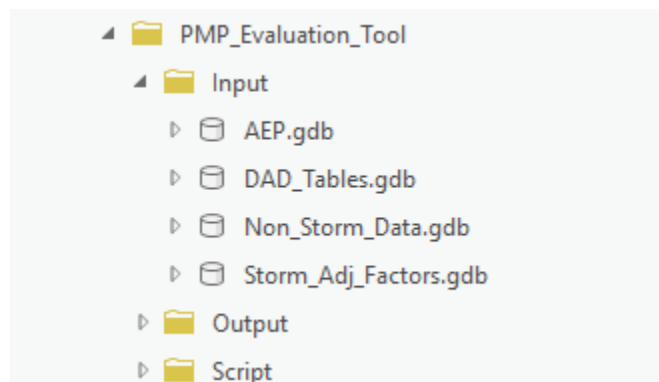 PMP_Evaluation_Tool
Input
AEP.gdb
DAD_Tables.gdb
Non_Storm_Data.gdb
Storm_Adj_Factors.gdb
Output
Script